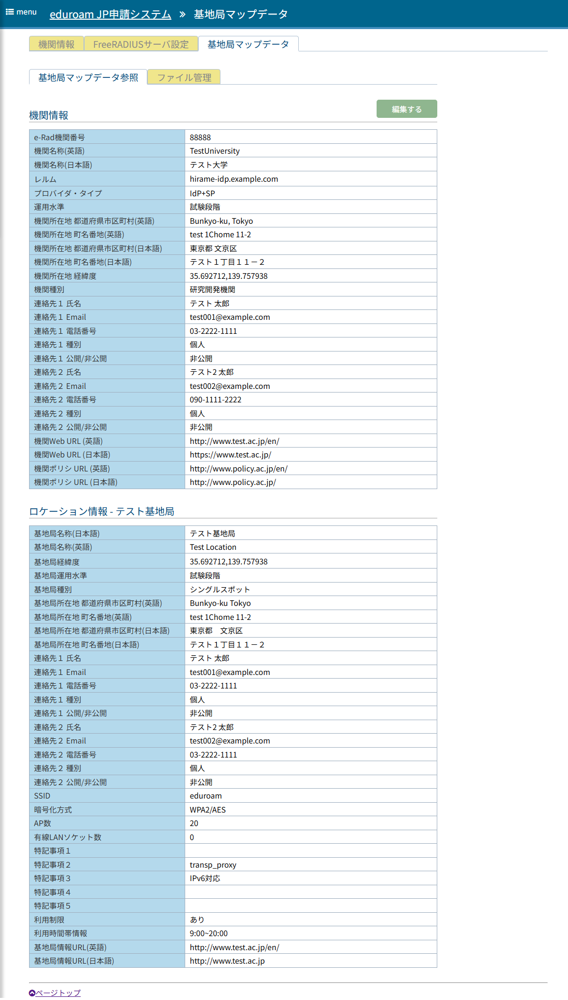 menu eduroam JP申請システム » 基地局マップデータ
機関情報 FreeRADIUSサーバ設定 基地局マップデータ
基地局マップデータ参照 ファイル管理
編集する
機関情報
e-Rad機関番号 88888
機関名称(英語) TestUniversity
機関名称(日本語) テスト大学
レルム hirame-idp.example.com
プロバイダ・タイプ IdP+SP
運用水準 試験段階
機関所在地 都道府県市区町村(英語) Bunkyo-ku, Tokyo
機関所在地 町名番地(英語) test 1Chome 11-2
機関所在地 都道府県市区町村(日本語) 東京都 文京区
機関所在地 町名番地(日本語) テスト１丁目１１－２
機関所在地 経緯度 35.692712,139.757938
機関種別 研究開発機関
連絡先１ 氏名 テスト 太郎
連絡先１ Email test001@example.com
連絡先１ 電話番号 03-2222-1111
連絡先１ 種別 個人
連絡先１ 公開/非公開 非公開
連絡先２ 氏名 テスト2 太郎
連絡先２ Email test002@example.com
連絡先２ 電話番号 090-1111-2222
連絡先２ 種別 個人
連絡先２ 公開/非公開 非公開
機関Web URL (英語) http://www.test.ac.jp/en/
機関Web URL (日本語) https://www.test.ac.jp/
機関ポリシ URL (英語) http://www.policy.ac.jp/en/
機関ポリシ URL (日本語) http://www.policy.ac.jp/
ロケーション情報 - テスト基地局
基地局名称(日本語) テスト基地局
基地局名称(英語) Test Location
基地局経緯度 35.692712,139.757938
基地局運用水準 試験段階
基地局種別 シングルスポット
基地局所在地 都道府県市区町村(英語) Bunkyo-ku Tokyo
基地局所在地 町名番地(英語) test 1Chome 11-2
基地局所在地 都道府県市区町村(日本語) 東京都　文京区
基地局所在地 町名番地(日本語) テスト１丁目１１－２
連絡先１ 氏名 テスト 太郎
連絡先１ Email test001@example.com
連絡先１ 電話番号 03-2222-1111
連絡先１ 種別 個人
連絡先１ 公開/非公開 非公開
連絡先２ 氏名 テスト2 太郎
連絡先２ Email test002@example.com
連絡先２ 電話番号 03-2222-1111
連絡先２ 種別 個人
連絡先２ 公開/非公開 非公開
SSID eduroam
暗号化方式 WPA2/AES
AP数 20
有線LANソケット数 0
特記事項１
特記事項２ transp_proxy
特記事項３ IPv6対応
特記事項４
特記事項５
利用制限 あり
利用時間帯情報 9:00~20:00
基地局情報URL(英語) http://www.test.ac.jp/en/
基地局情報URL(日本語) http://www.test.ac.jp
ページトップ